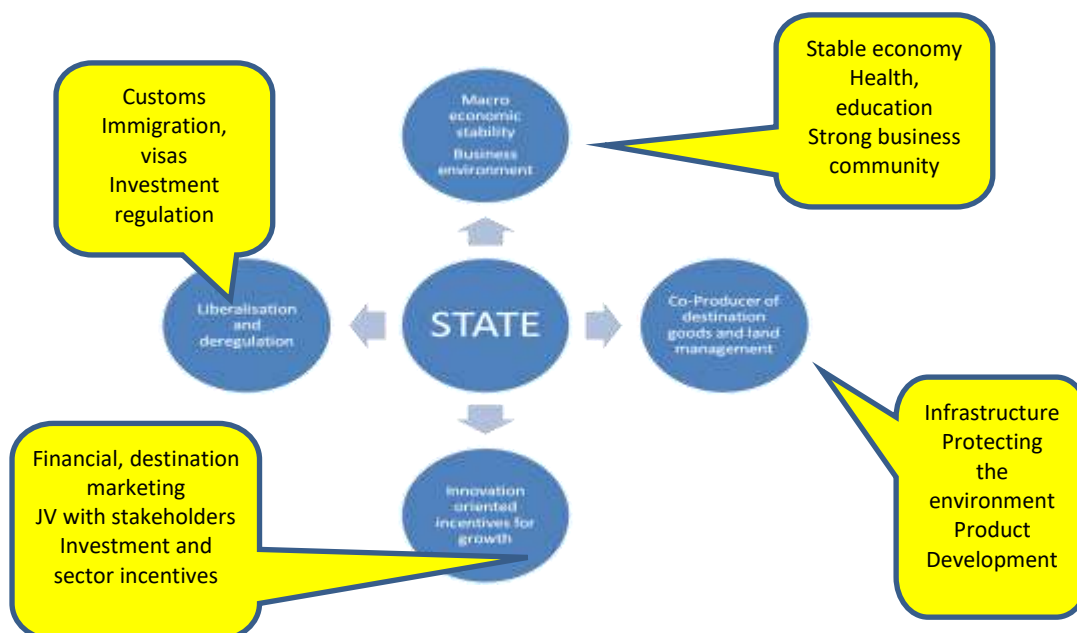 Customs
Immigration,
visas
Investment
regulation
Macro
economic
stability
Business
environment
Stable economy
Health,
education
Strong business
community
Liberalisation
and
deregulation
STATE
Co-Producer of
destination
goods and land
management
Financial, destination
marketing
JV with stakeholders
Investment and
sector incentives
Innovation
oriented
incentives for
growth
Infrastructure
Protecting
the
environment
Product
Development